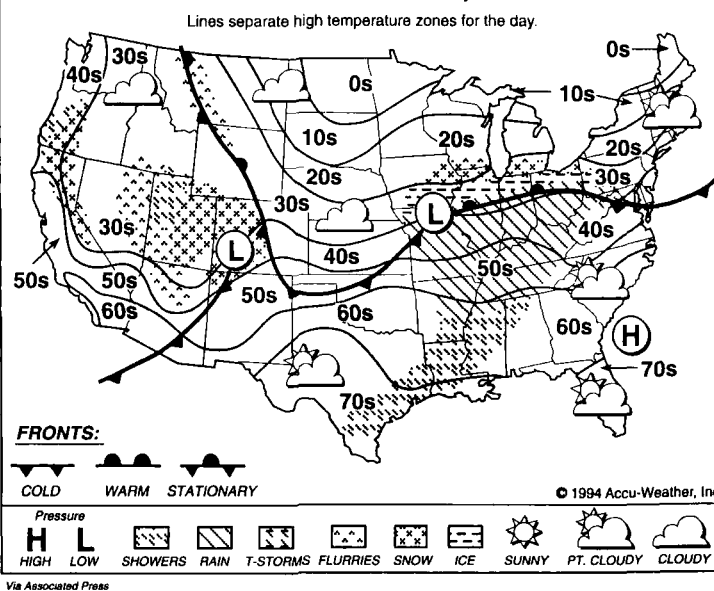 Lines separate high temperature zones for the day.
30s
0s
40s
0s
10s
10s
20s
20s
20s
30s
30s
L
30s
40s
L
40s
50s
50s
50s
50s
60s
60s
60s
H
70s
70s
FRONTS:
COLD WARM STATIONARY
© 1994 Accu-Weather, Inc
Pressure
H L
HIGH LOW SHOWERS RAIN T-STORMS FLURRIES SNOW ICE SUNNY PT. CLOUDY CLOUDY
Via Associated Press